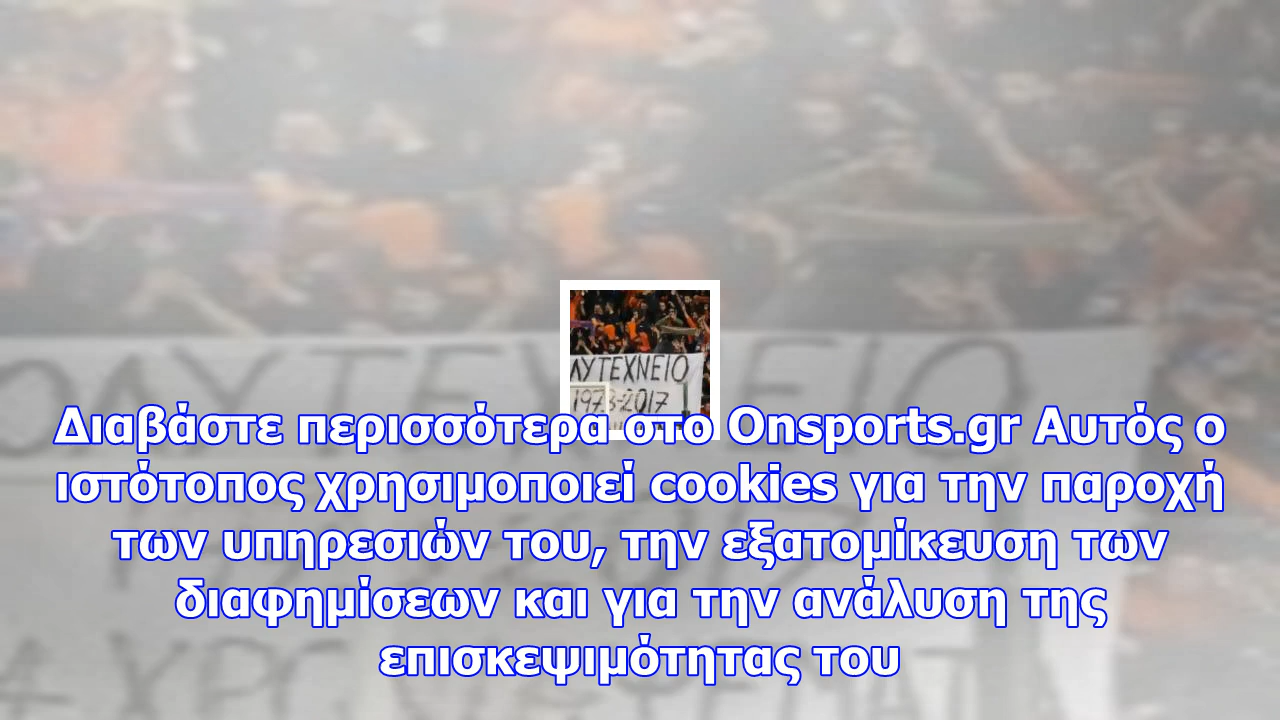 ΛΥΤΕΧΝΕΙΟ
1973-2017
Διαβάστε περισσότερα στο Onsports.gr Αυτός ο
ιστότοπος χρησιμοποιεί cookies για την παροχή
των υπηρεσιών του, την εξατομίκευση των
διαφημίσεων και για την ανάλυση της
επισκεψιμότητας του